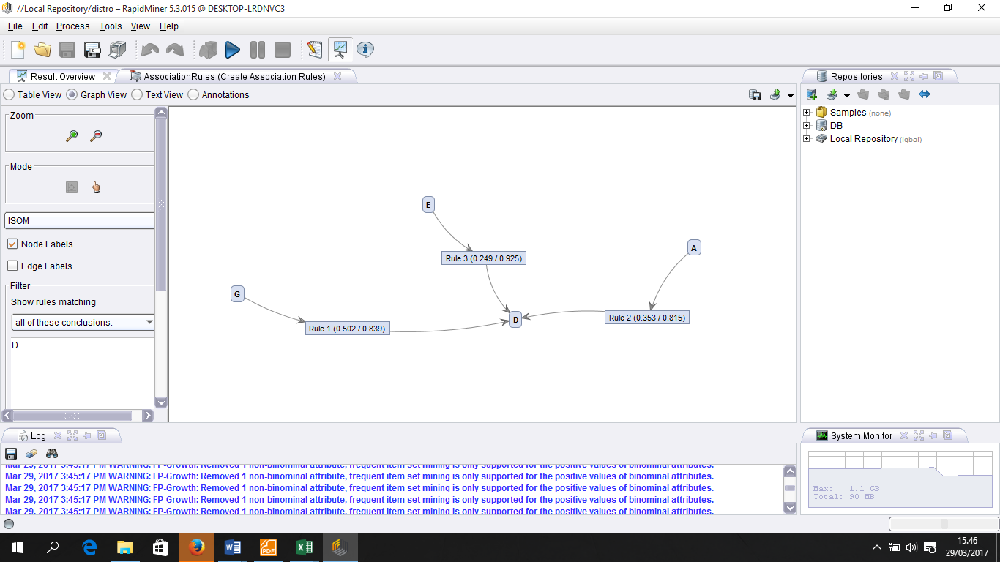 //Local Repository/distro – RapidMiner 5.3.015 @ DESKTOP-LRDNVC3
File Edit Process Tools View Help
Result Overview AssociationRules (Create Association Rules) Repositories
Table View Graph View Text View Annotations
Zoom
Mode
ISOM
Node Labels
Edge Labels
Filter
Show rules matching
all of these conclusions:
D
E
Rule 3 (0.249 / 0.925)
A
G
Rule 1 (0.502 / 0.839)
D
Rule 2 (0.353 / 0.815)
Samples (none)
DB
Local Repository (iqbal)
Log
Mar 29, 2017 3:45:17 PM WARNING: FP-Growth: Removed 1 non-binominal attribute, frequent item set mining is only supported for the positive values of binominal attributes.
Mar 29, 2017 3:45:17 PM WARNING: FP-Growth: Removed 1 non-binominal attribute, frequent item set mining is only supported for the positive values of binominal attributes.
Mar 29, 2017 3:45:17 PM WARNING: FP-Growth: Removed 1 non-binominal attribute, frequent item set mining is only supported for the positive values of binominal attributes.
Mar 29, 2017 3:45:17 PM WARNING: FP-Growth: Removed 1 non-binominal attribute, frequent item set mining is only supported for the positive values of binominal attributes.
Mar 29, 2017 3:45:17 PM WARNING: FP-Growth: Removed 1 non-binominal attribute, frequent item set mining is only supported for the positive values of binominal attributes.
System Monitor
Max: 1.1 GB
Total: 90 MB
PDF
15.46
29/03/2017